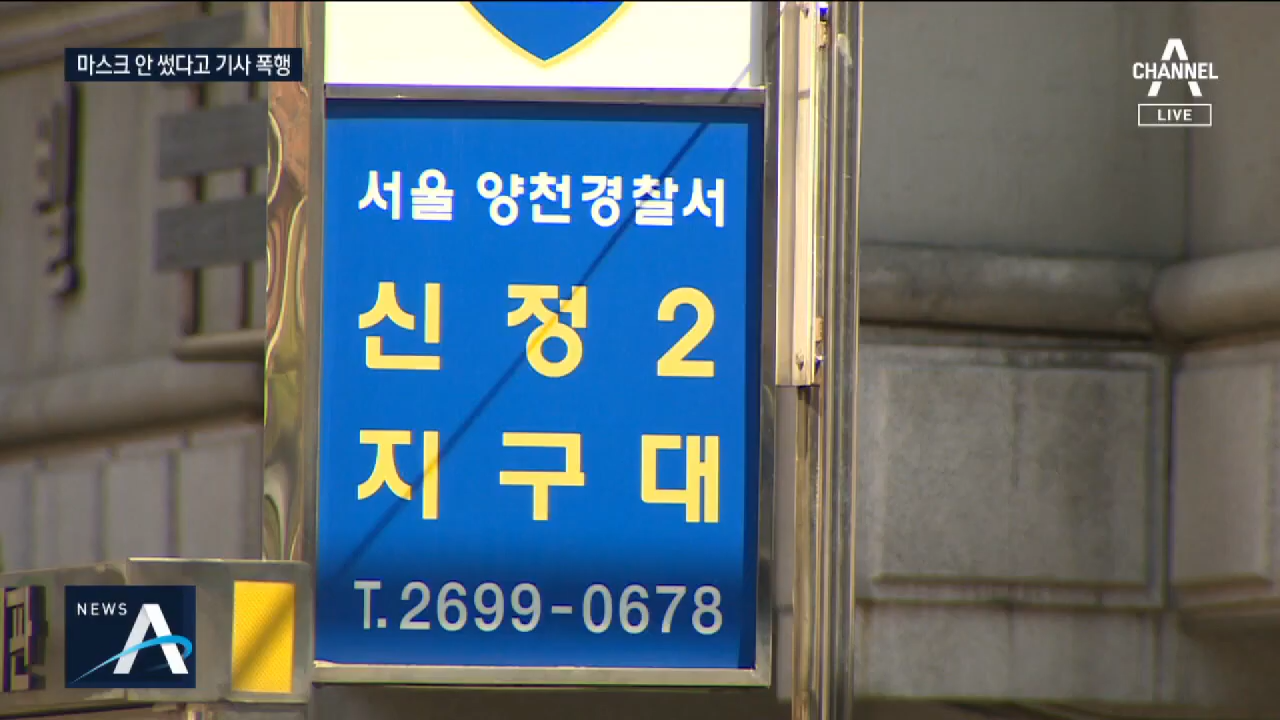 마스크 안 썼다고 기사 폭행
CHANNEL A
LIVE
서울 양천경찰서
신정2
지구대
T.2699-0678
NEWS A